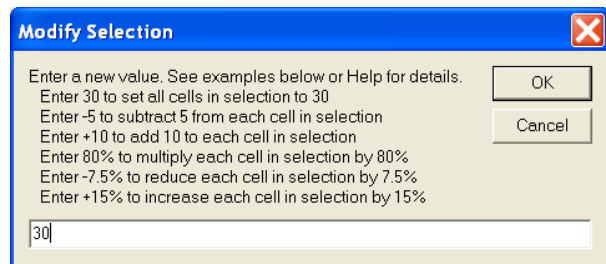 Modify Selection
Enter a new value. See examples below or Help for details.
Enter 30 to set all cells in selection to 30
Enter -5 to subtract 5 from each cell in selection
Enter +10 to add 10 to each cell in selection
Enter 80% to multiply each cell in selection by 80%
Enter -7.5% to reduce each cell in selection by 7.5%
Enter +15% to increase each cell in selection by 15%
OK
Cancel
30